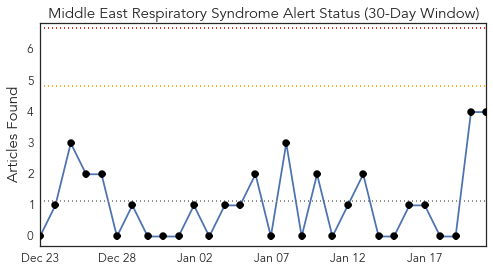 Middle East Respiratory Syndrome Alert Status (30-Day Window)
Articles Found
6
5
4
3
2
1
0
Dec 23 Dec 28 Jan 02 Jan 07 Jan 12 Jan 17